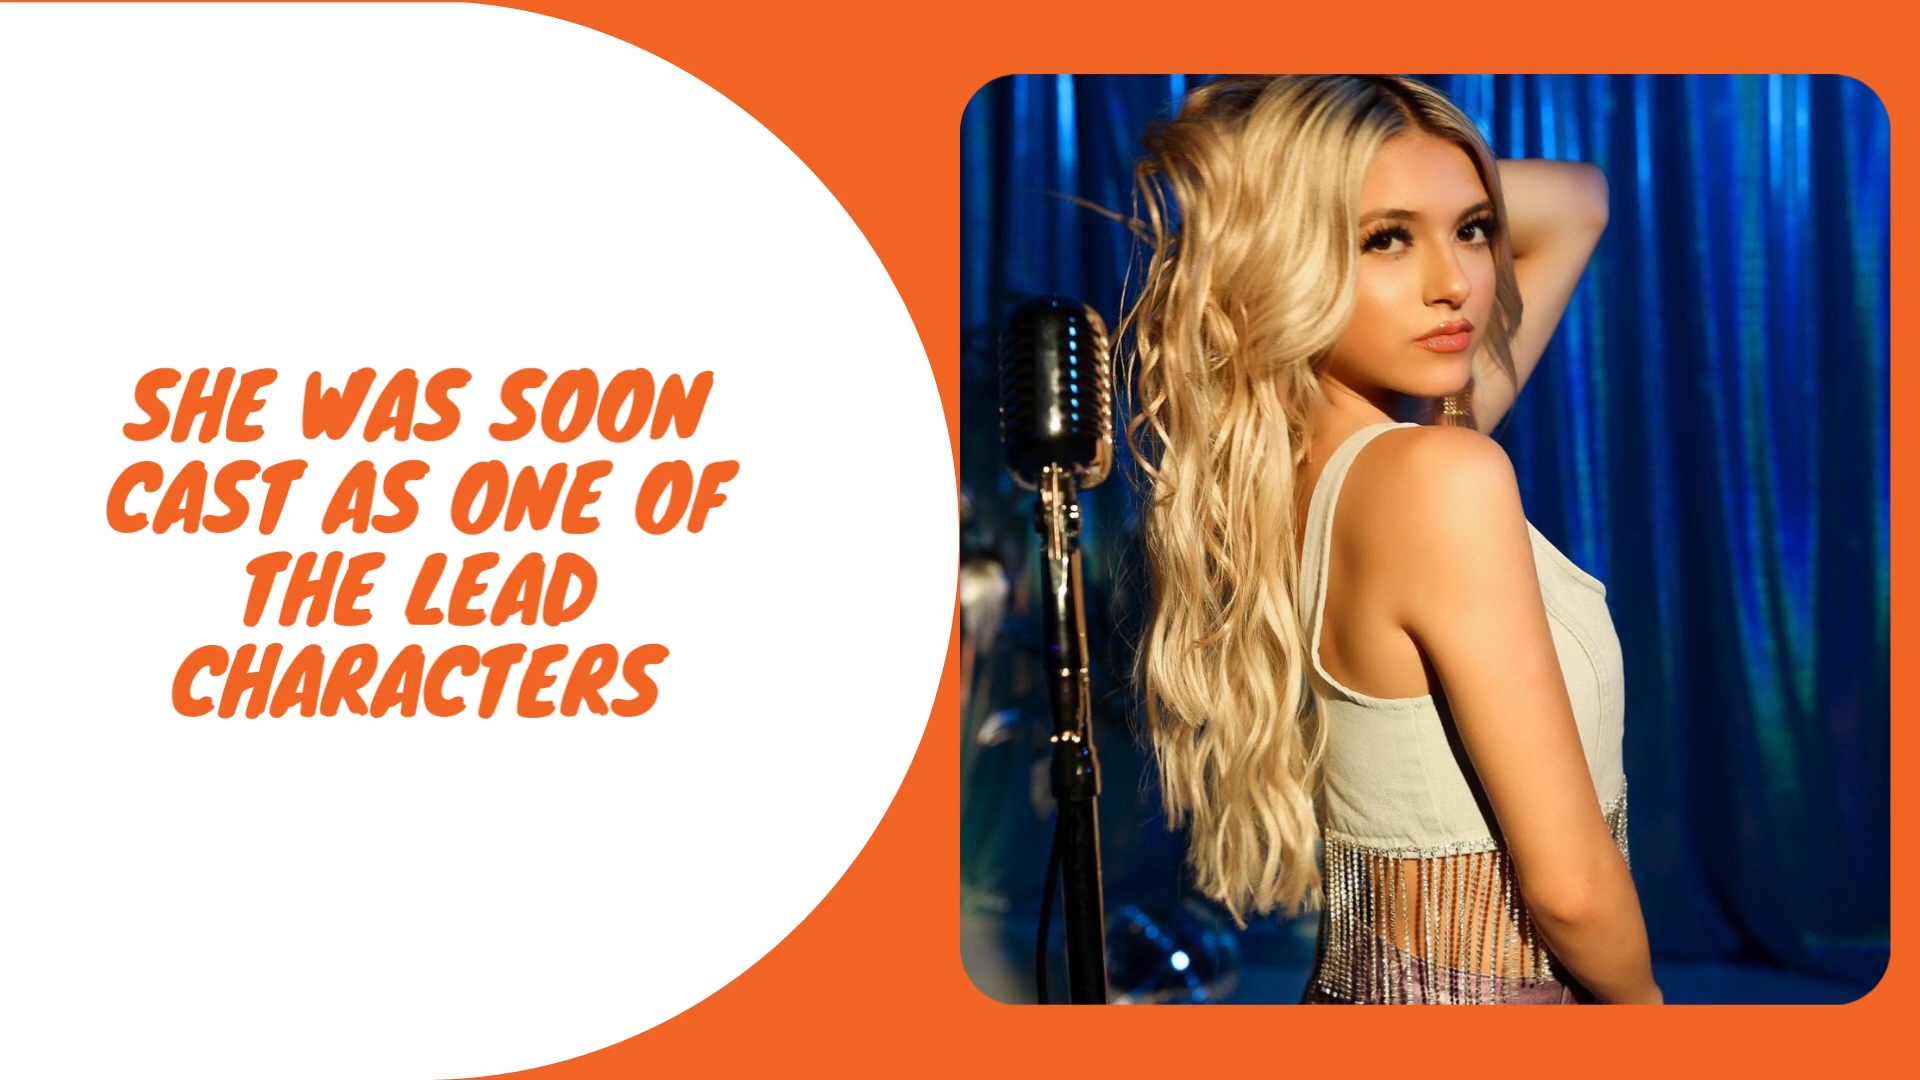 SHE WAS SOON
CAST AS ONE OF
THE LEAD
CHARACTERS